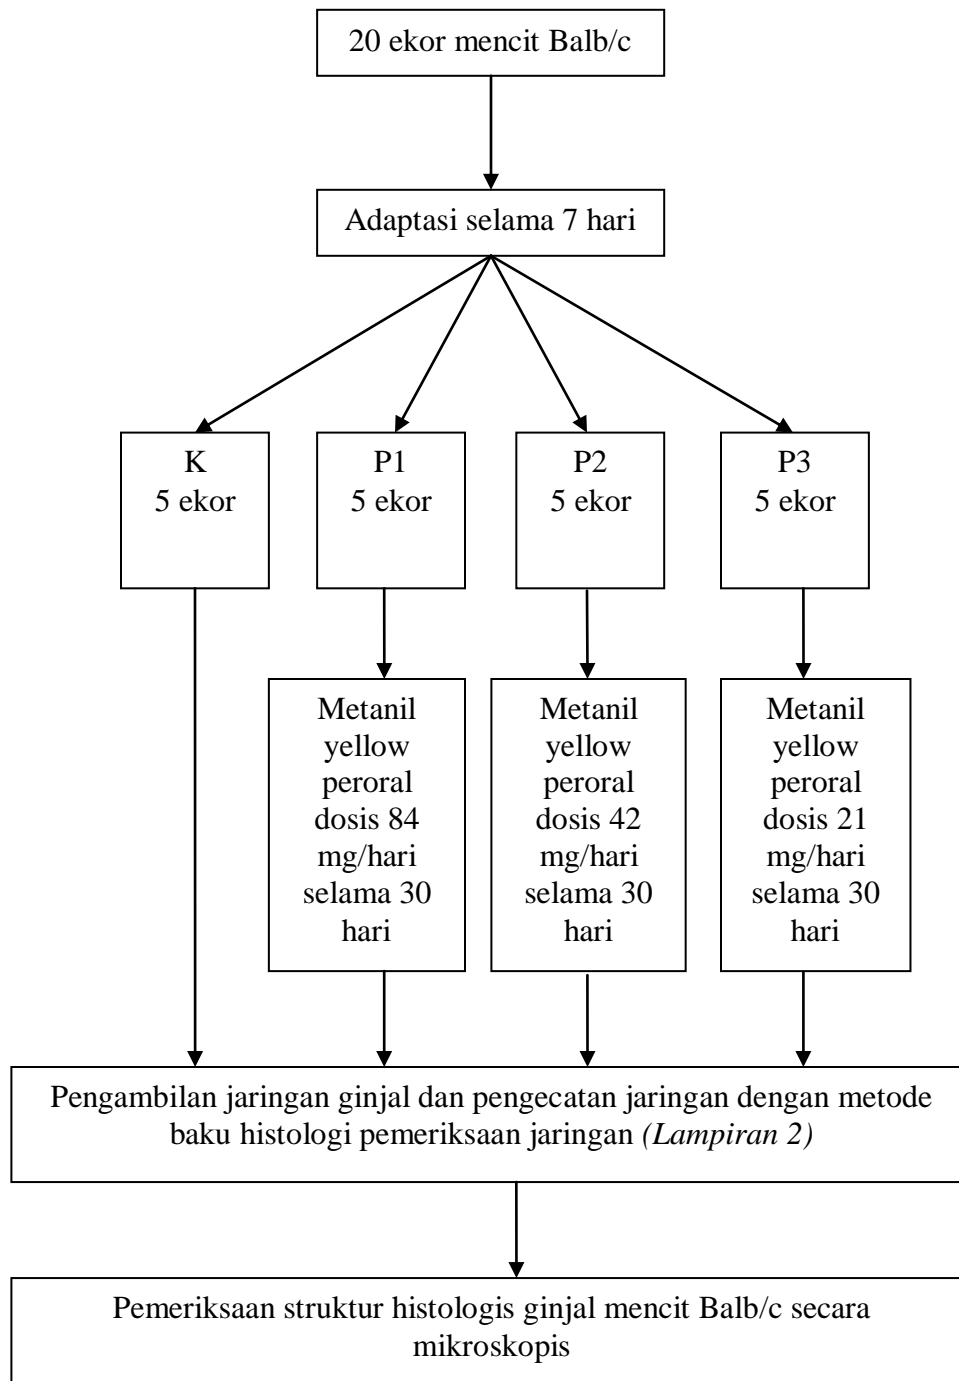 20 ekor mencit Balb/c
Adaptasi selama 7 hari
K
5 ekor
P1
5 ekor
P2
5 ekor
P3
5 ekor
Metanil
yellow
peroral
dosis 84
mg/hari
selama 30
hari
Metanil
yellow
peroral
dosis 42
mg/hari
selama 30
hari
Metanil
yellow
peroral
dosis 21
mg/hari
selama 30
hari
Pengambilan jaringan ginjal dan pengecatan jaringan dengan metode
baku histologi pemeriksaan jaringan (Lampiran 2)
Pemeriksaan struktur histologis ginjal mencit Balb/c secara
mikroskopis